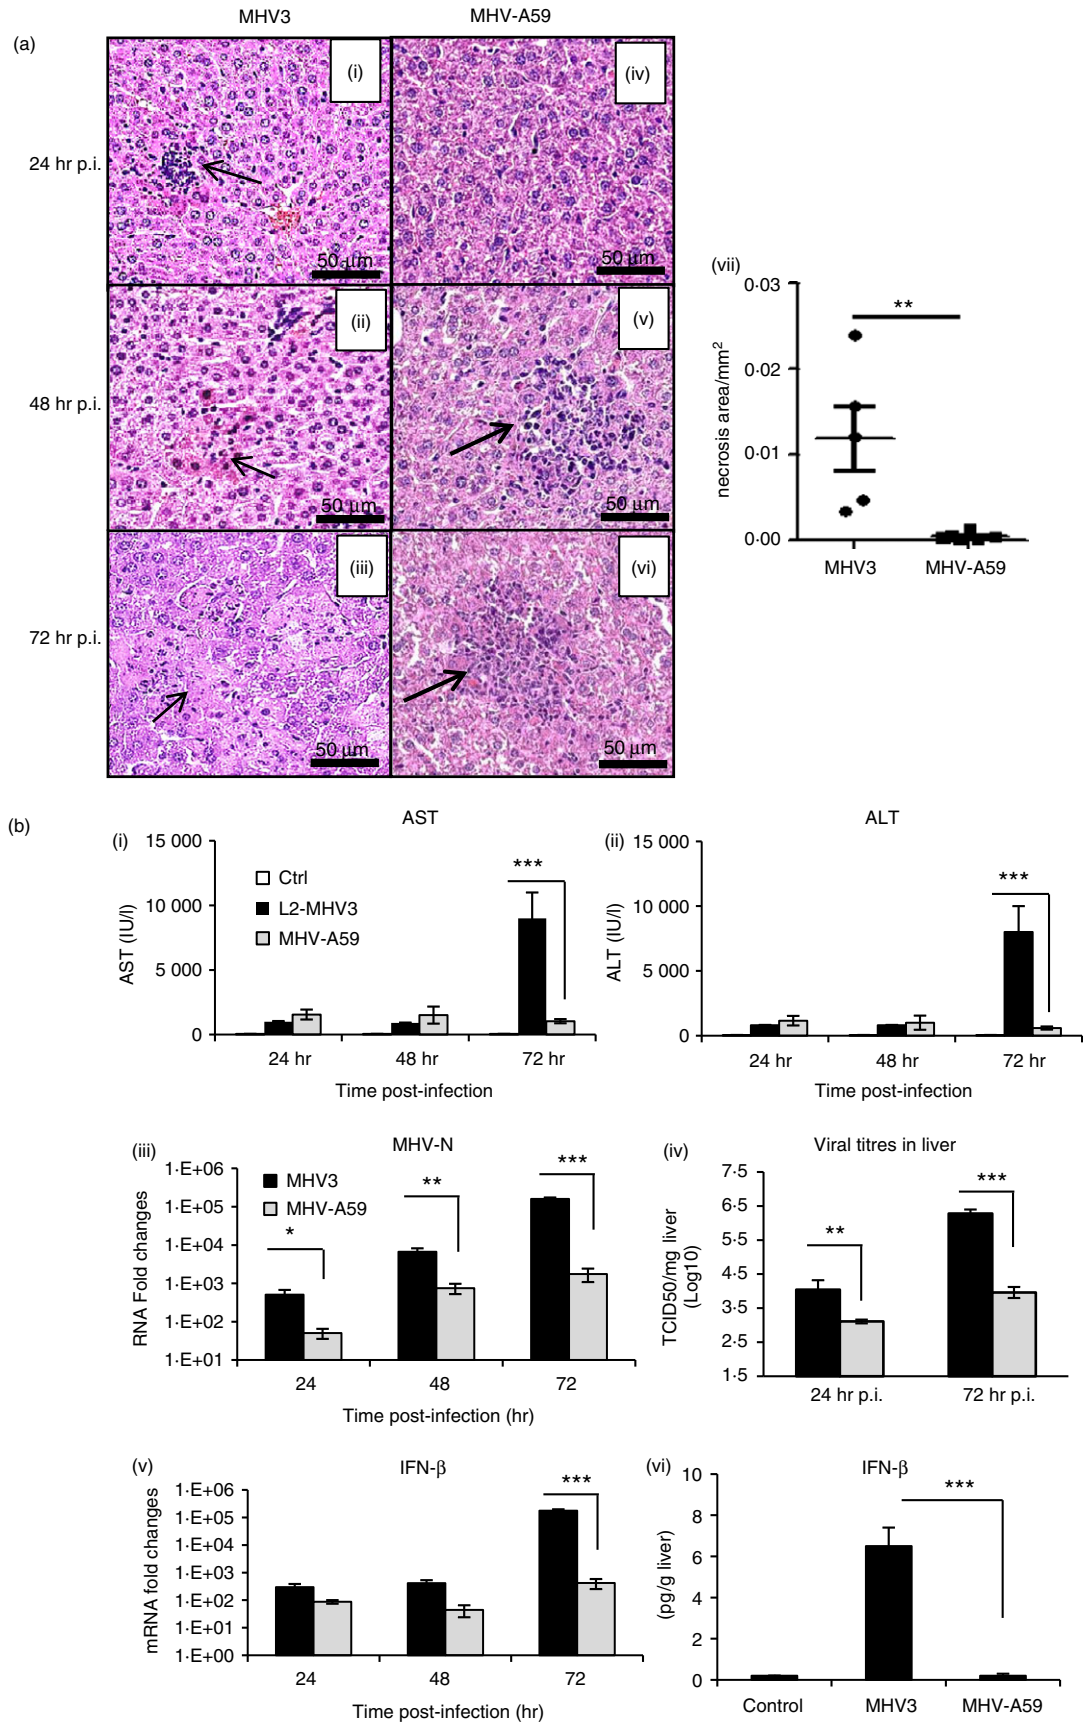 MHV3
MHV-A59
(a)
(i)
(iv)
24 hr p.i.
50 µm
50 µm
(ii)
(v)
48 hr p.i.
50 µm
50 µm
(iii)
(vi)
72 hr p.i.
50 µm
50 µm
(vii)
0·03
**
0·02
0·01
0·00
necrosis area/mm²
MHV3
MHV-A59
(b)
(i)
AST
15 000
10 000
5 000
0
AST (IU/l)
Ctrl
L2-MHV3
MHV-A59
***
24 hr
48 hr
72 hr
Time post-infection
(ii)
ALT
15 000
10 000
5 000
0
ALT (IU/l)
***
24 hr
48 hr
72 hr
Time post-infection
(iii)
MHV-N
1·E+06
1·E+05
1·E+04
1·E+03
1·E+02
1·E+01
RNA Fold changes
MHV3
MHV-A59
*
**
***
24
48
72
Time post-infection (hr)
(iv)
Viral titres in liver
7·5
6·5
5·5
4·5
3·5
2·5
1·5
TCID50/mg liver
(Log10)
**
***
24 hr p.i.
72 hr p.i.
(v)
IFN-β
1·E+06
1·E+05
1·E+04
1·E+03
1·E+02
1·E+01
1·E+00
mRNA fold changes
***
24
48
72
Time post-infection (hr)
(vi)
IFN-β
10
8
6
4
2
0
(pg/g liver)
***
Control
MHV3
MHV-A59